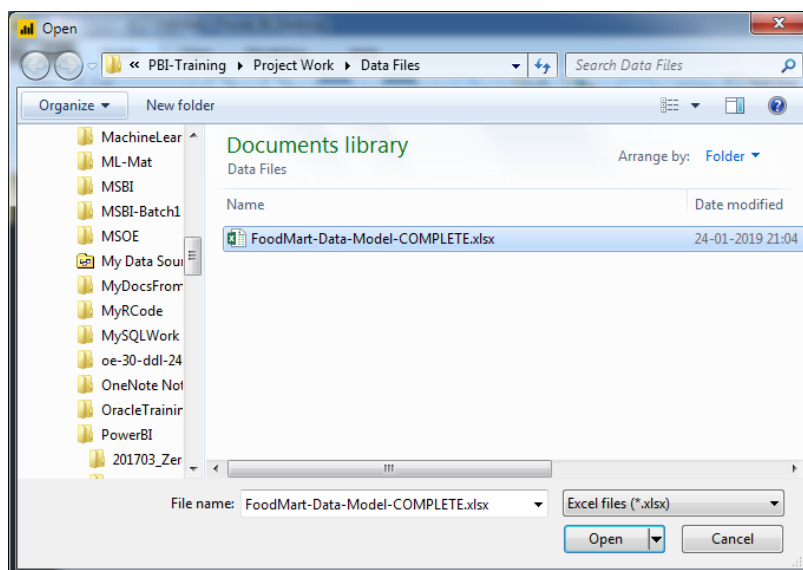 Open
« PBI-Training Project Work Data Files
Search Data Files
Organize New folder
MachineLear
ML-Mat
MSBI
MSBI-Batch1
MSOE
My Data Sour
MyDocsFrom
MyRCode
MySQLWork
oe-30-ddl-24
OneNote Not
OracleTrainin
PowerBI
201703_Zer
Documents library
Data Files
Arrange by: Folder
Name Date modified
FoodMart-Data-Model-COMPLETE.xlsx 24-01-2019 21:04
File name: FoodMart-Data-Model-COMPLETE.xlsx Excel files (*.xlsx)
Open Cancel